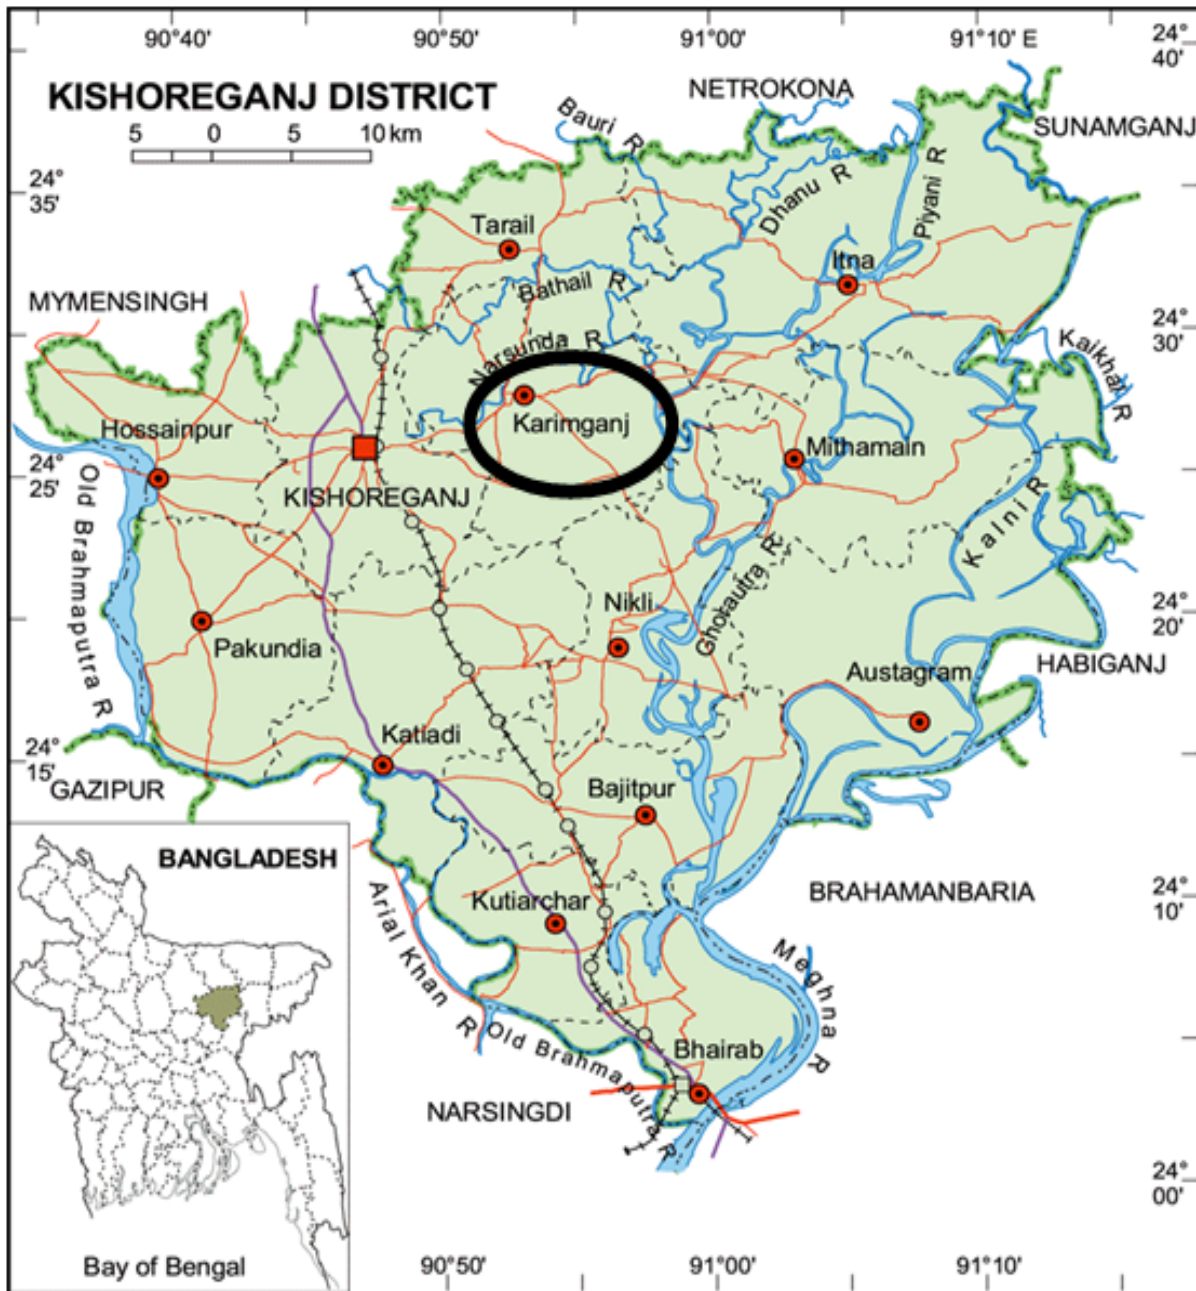 90°40'
90°50'
91°00'
91°10' E
24°
40'
KISHOREGANJ DISTRICT
5 0 5 10 km
NETROKONA
SUNAMGANJ
Bauri R
Dhanu R
Piyani R
24°
35'
Tarail
Itna
Bathail R
MYMENSINGH
24°
30'
Narsunda R
Kaikhar R
Karimganj
Hossainpur
Mithamain
24°
25'
KISHOREGANJ
Old Brahmaputra R
Kalni R
Ghorautra R
Nikli
24°
20'
Pakundia
HABIGANJ
Austagram
Katiadi
24°
15'
GAZIPUR
Bajitpur
BANGLADESH
BRAHAMANBARIA
24°
10'
Kutiarchar
Arial Khan R
Meghna R
Old Brahmaputra R
Bhairab
NARSINGDI
24°
00'
Bay of Bengal
90°50'
91°00'
91°10'